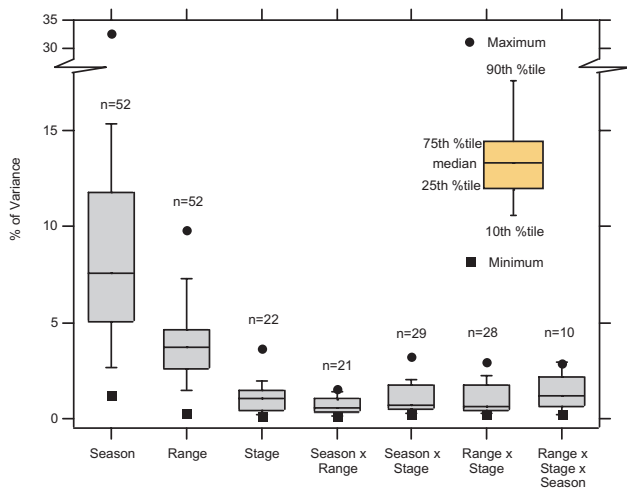 35
30
15
10
5
0
% of Variance
n=52
n=52
n=22
n=21
n=29
n=28
n=10
Maximum
90th %tile
75th %tile
median
25th %tile
10th %tile
Minimum
Season
Range
Stage
Season x
Range
Season x
Stage
Range x
Stage
Range x
Stage x
Season